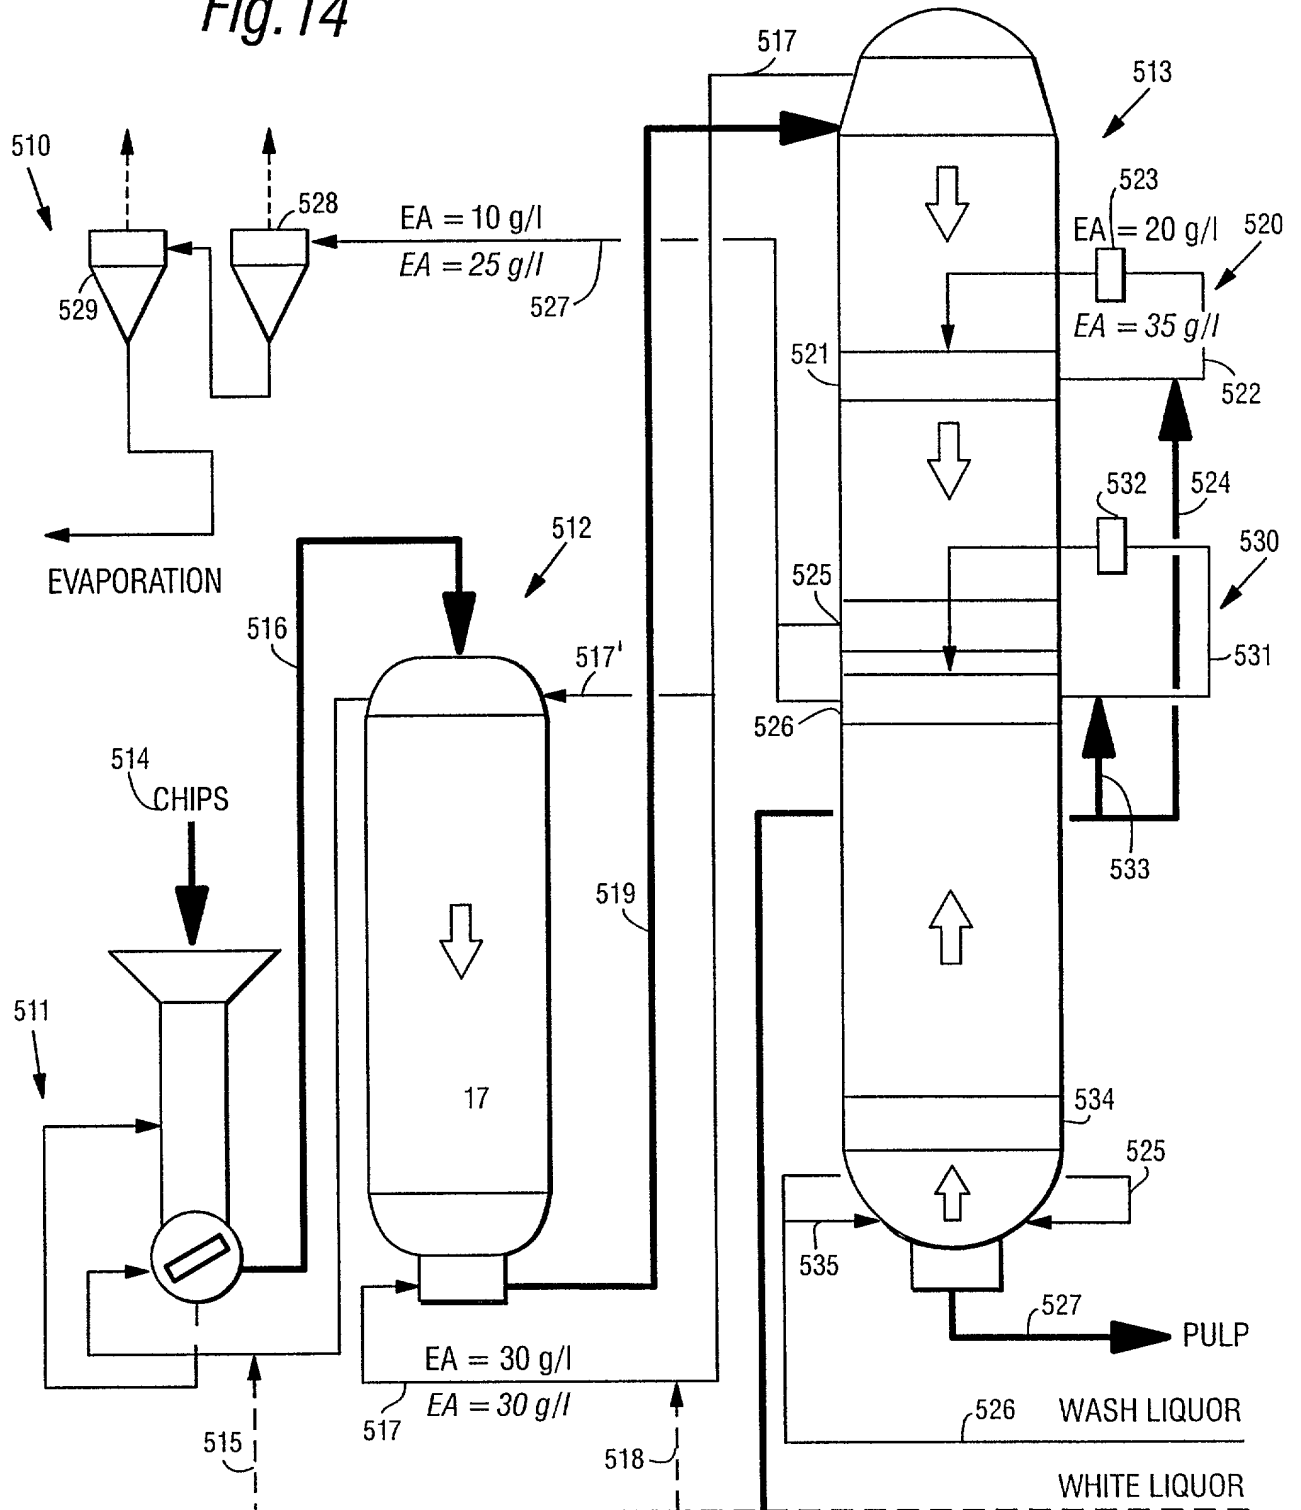 Fig. 14
517
513
510
528
EA = 10 g/l
EA = 25 g/l
527
529
523
EA = 20 g/l
520
EA = 35 g/l
521
522
532
524
512
EVAPORATION
525
530
516
517'
531
526
514
CHIPS
533
519
511
17
534
525
535
527
PULP
EA = 30 g/l
EA = 30 g/l
517
526
WASH LIQUOR
515
518
WHITE LIQUOR